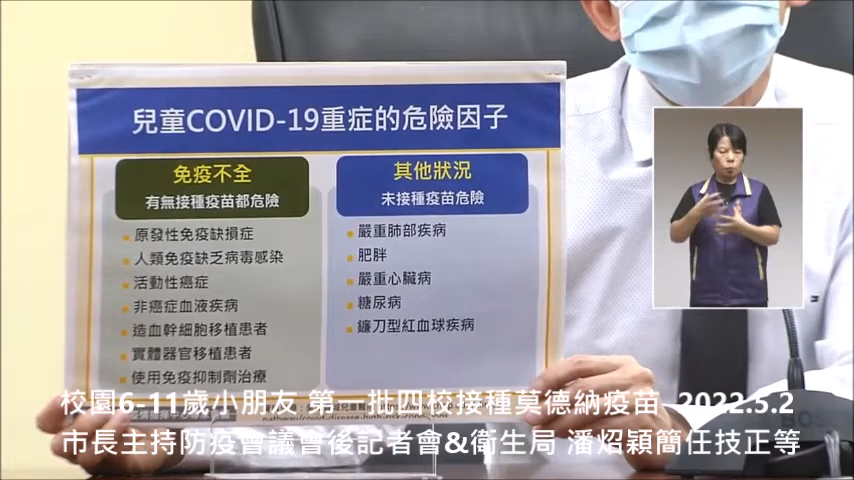 兒童COVID-19重症的危險因子
免疫不全
有無接種疫苗都危險
原發性免疫缺損症
人類免疫缺乏病毒感染
活動性癌症
非癌症血液疾病
造血幹細胞移植患者
實體器官移植患者
使用免疫抑制劑治療
其他狀況
未接種疫苗危險
嚴重肺部疾病
肥胖
嚴重心臟病
糖尿病
鐮刀型紅血球疾病
校園6-11歲小朋友 第一批四校接種莫德納疫苗–2022.5.2
市長主持防疫會議會後記者會&衛生局 潘炤穎簡任技正等